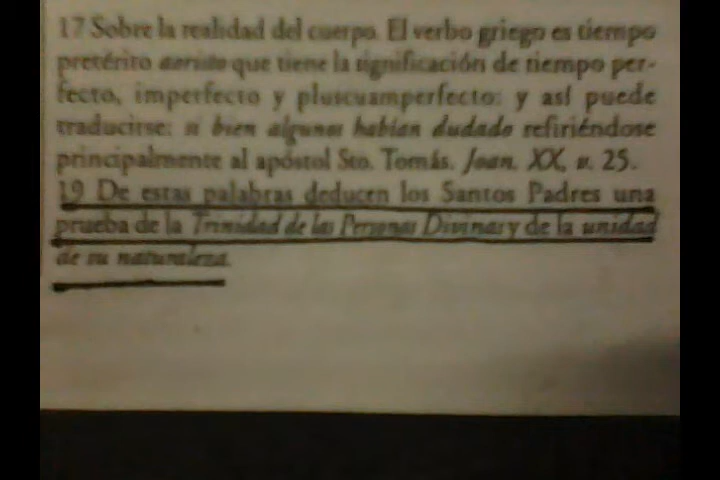 17 Sobre la realidad del cuerpo. El verbo griego es tiempo
pretérito aoristo que tiene la significación de tiempo per-
fecto, imperfecto y pluscuamperfecto: y así puede
traducirse: si bien algunos habían dudado refiriéndose
principalmente al apóstol Sto. Tomás. Joan. XX, v. 25.
19 De estas palabras deducen los Santos Padres una
prueba de la Trinidad de las Personas Divinas y de la unidad
de su naturaleza.